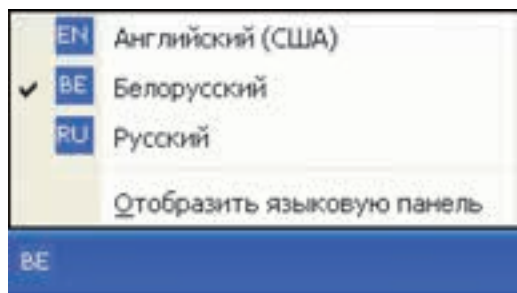 EN Английский (США)
BE Белорусский
RU Русский
Отобразить языковую панель
BE